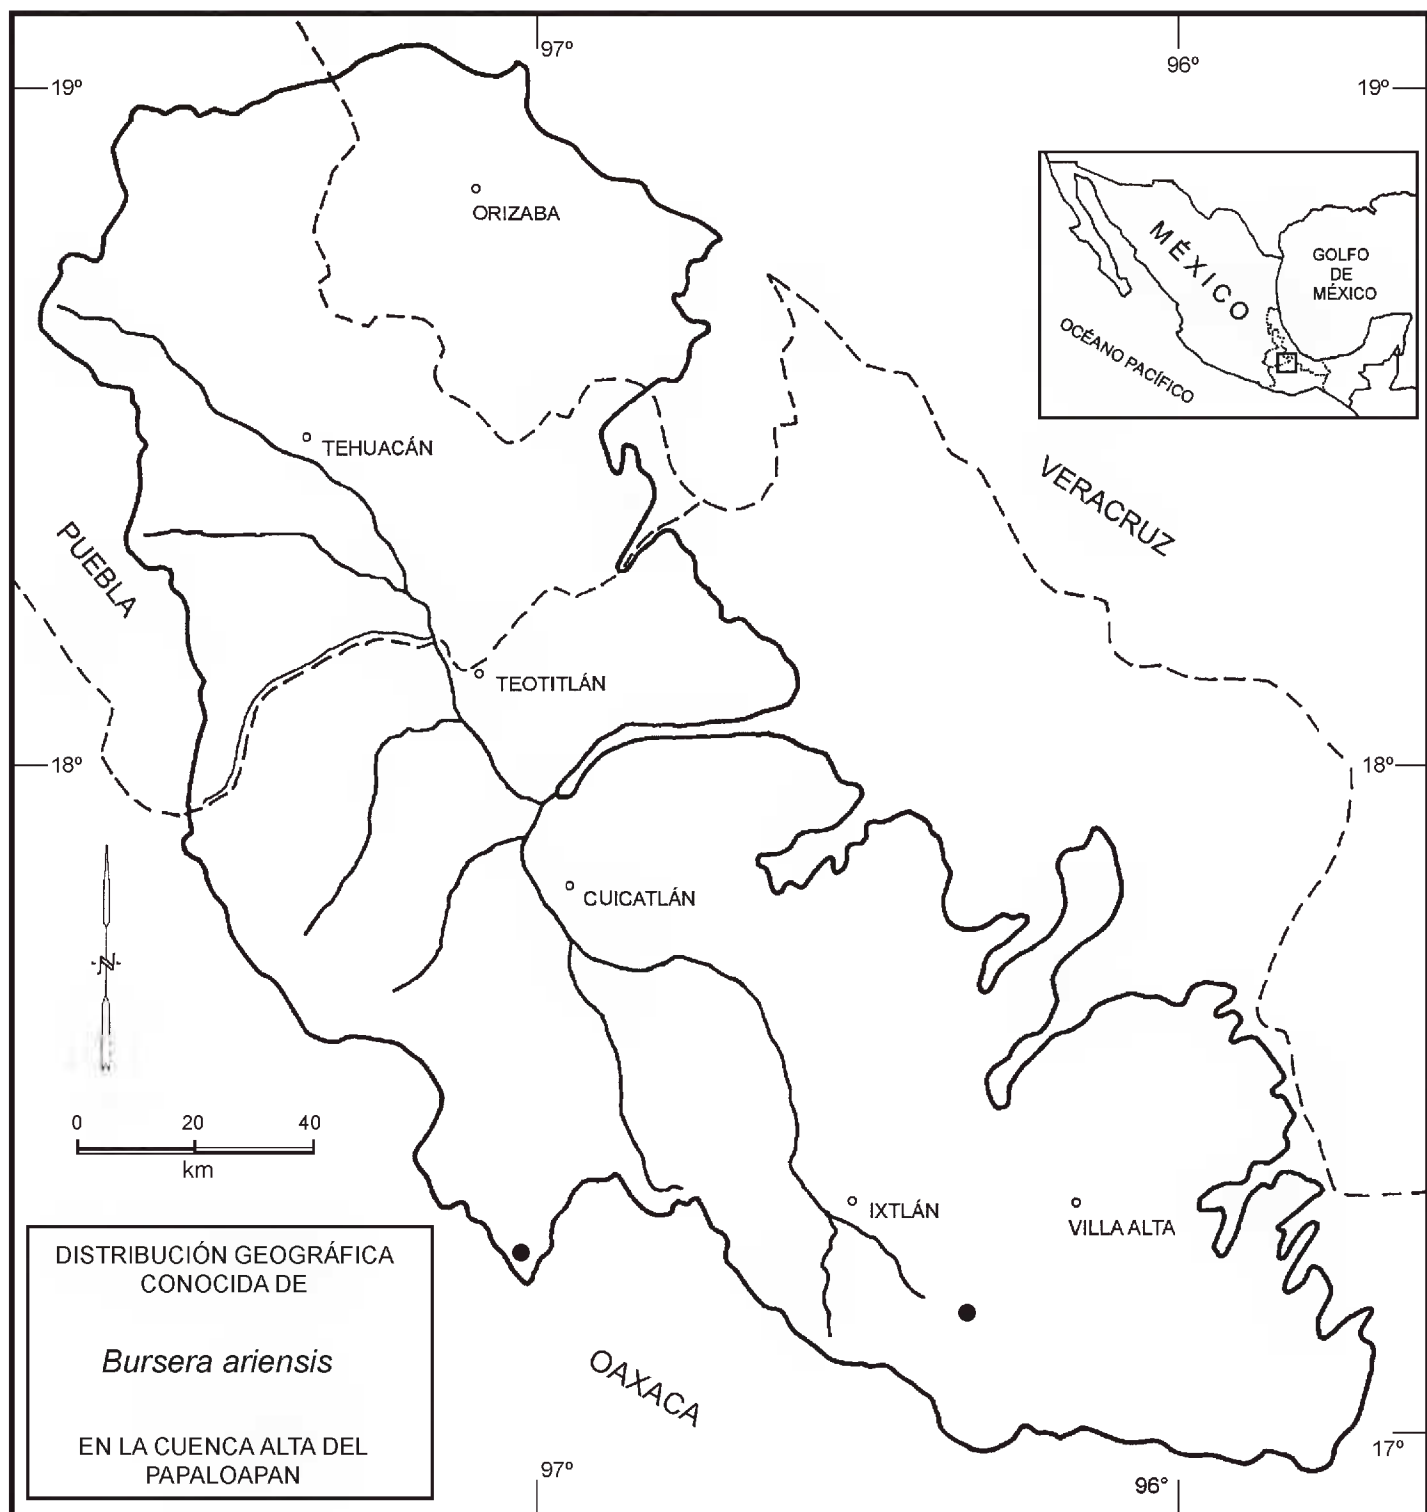 97º
96º
19º
19º
ORIZABA
MÉXICO
GOLFO
DE
MÉXICO
OCÉANO PACÍFICO
TEHUACÁN
VERACRUZ
PUEBLA
TEOTITLÁN
18º
18º
CUICATLÁN
N
0 20 40
km
IXTLÁN
VILLA ALTA
DISTRIBUCIÓN GEOGRÁFICA
CONOCIDA DE
Bursera ariensis
EN LA CUENCA ALTA DEL
PAPALOAPAN
OAXACA
17º
97º
96°